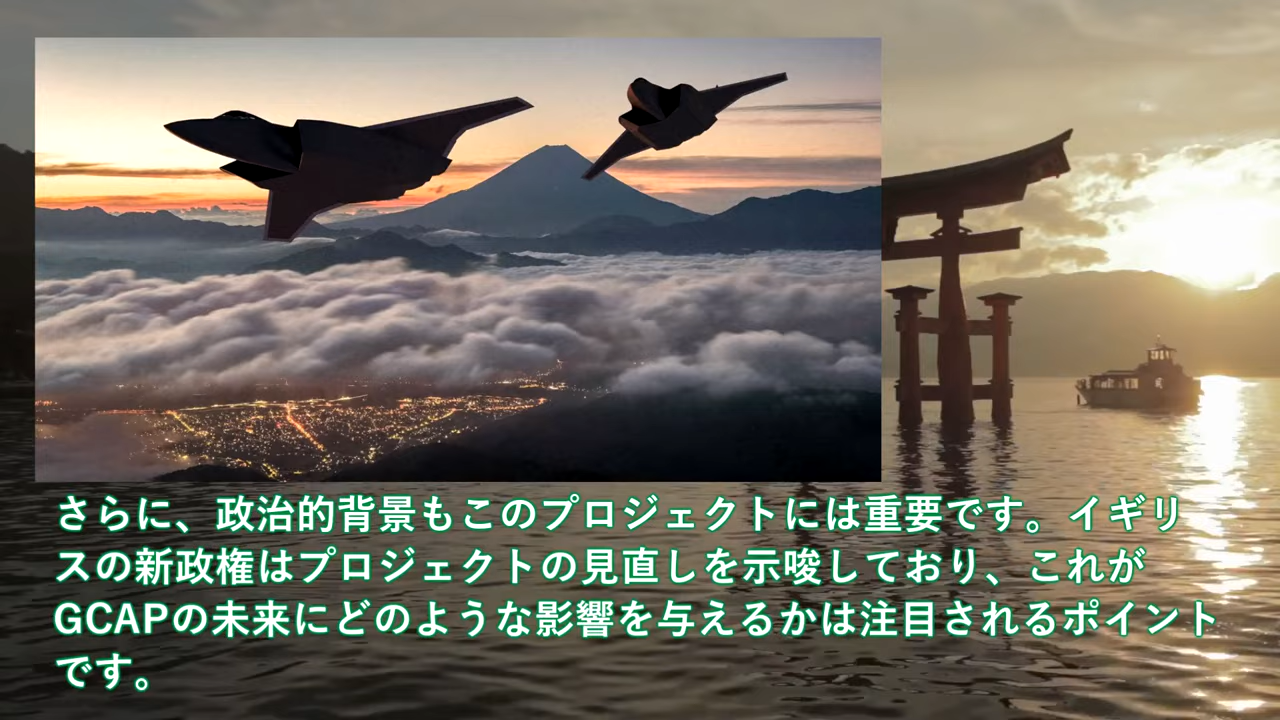 さらに、政治的背景もこのプロジェクトには重要です。イギリ
スの新政権はプロジェクトの見直しを示唆しており、これが
GCAPの未来にどのような影響を与えるかは注目されるポイント
です。